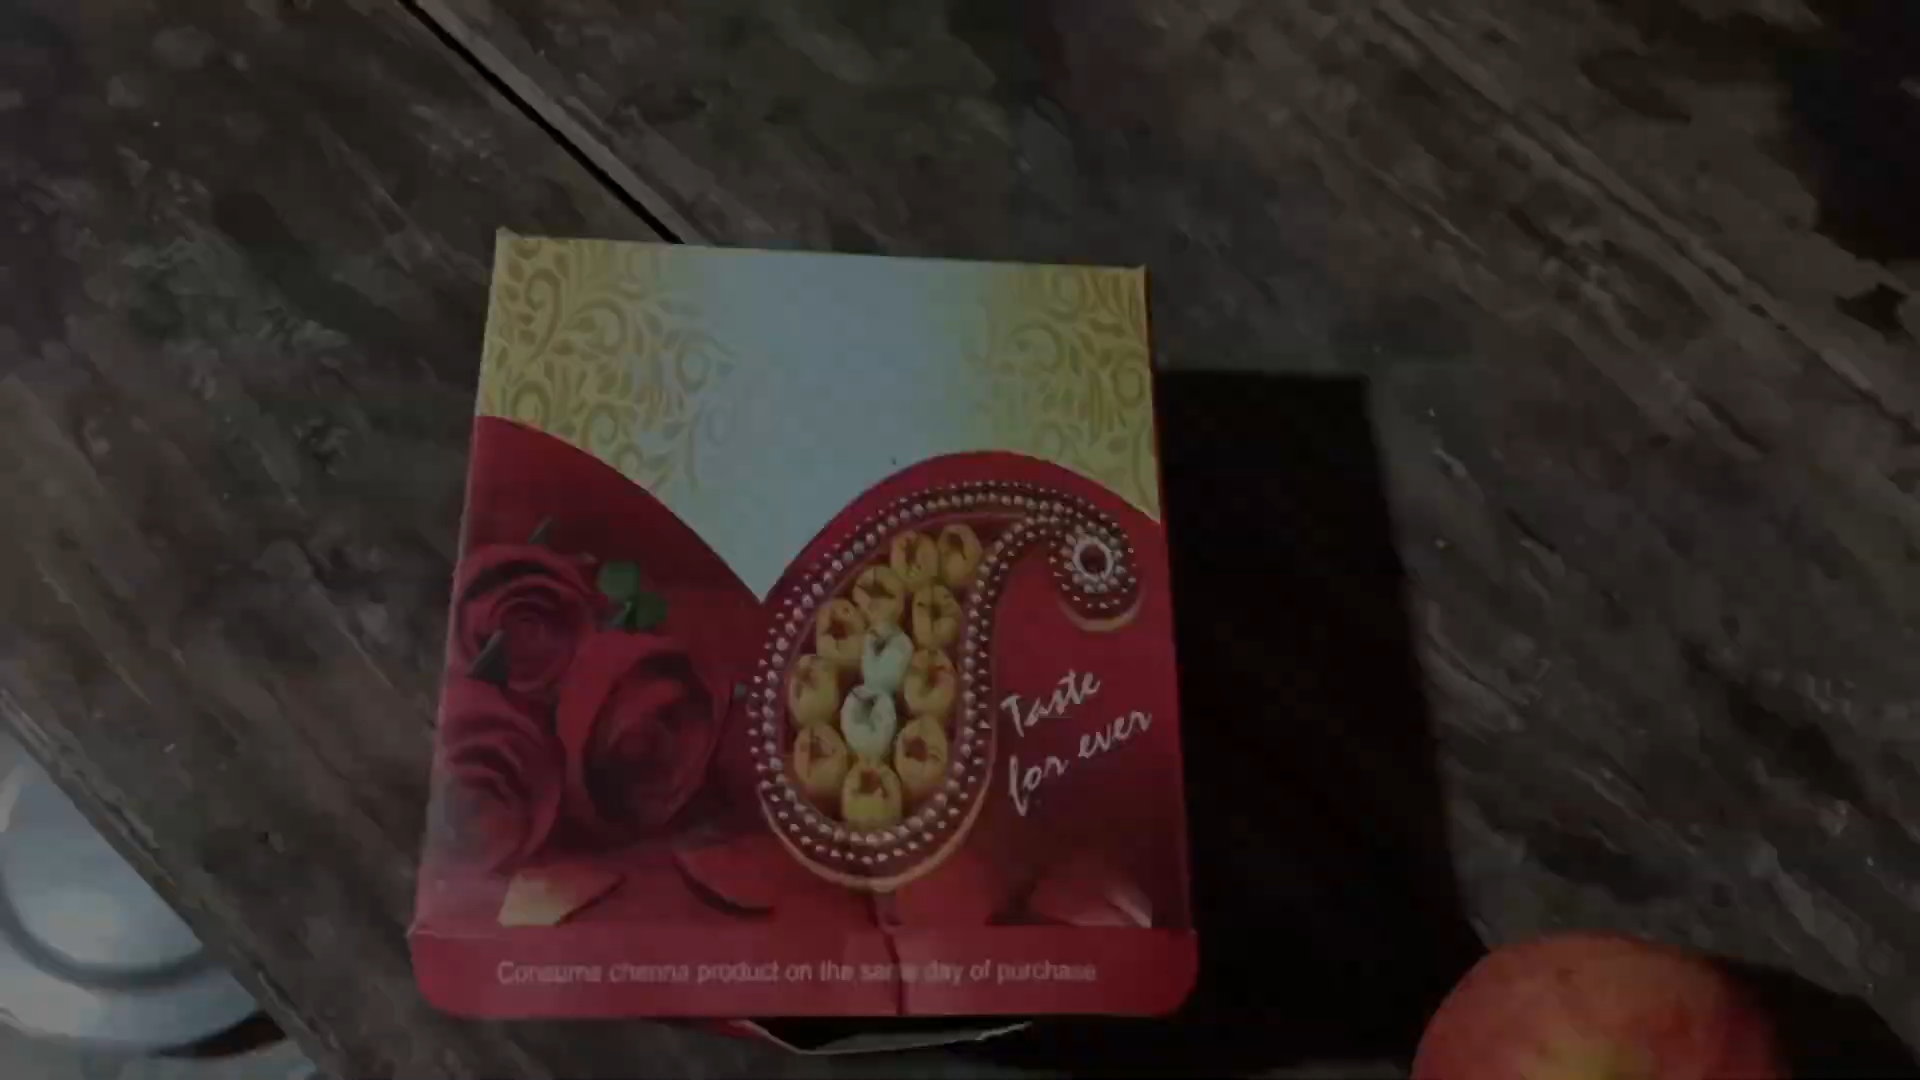 Taste
for ever
Consume chenna product on the same day of purchase